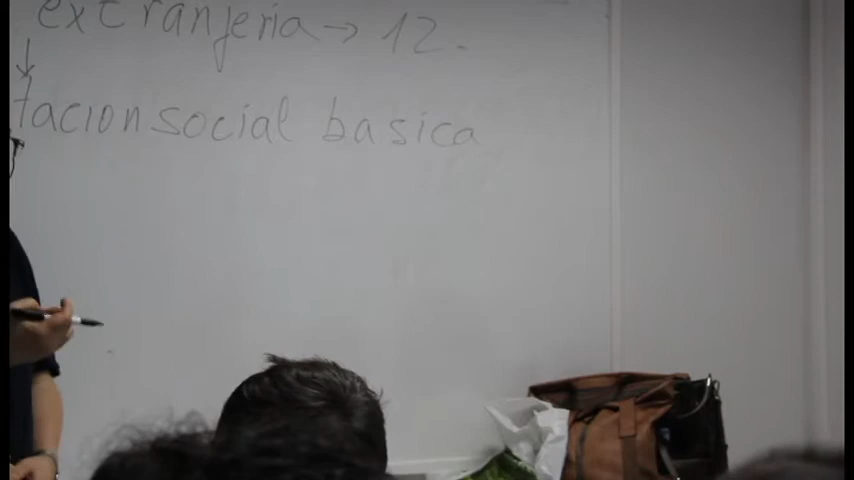 extranjeria → 12.
↓
tacion social basica